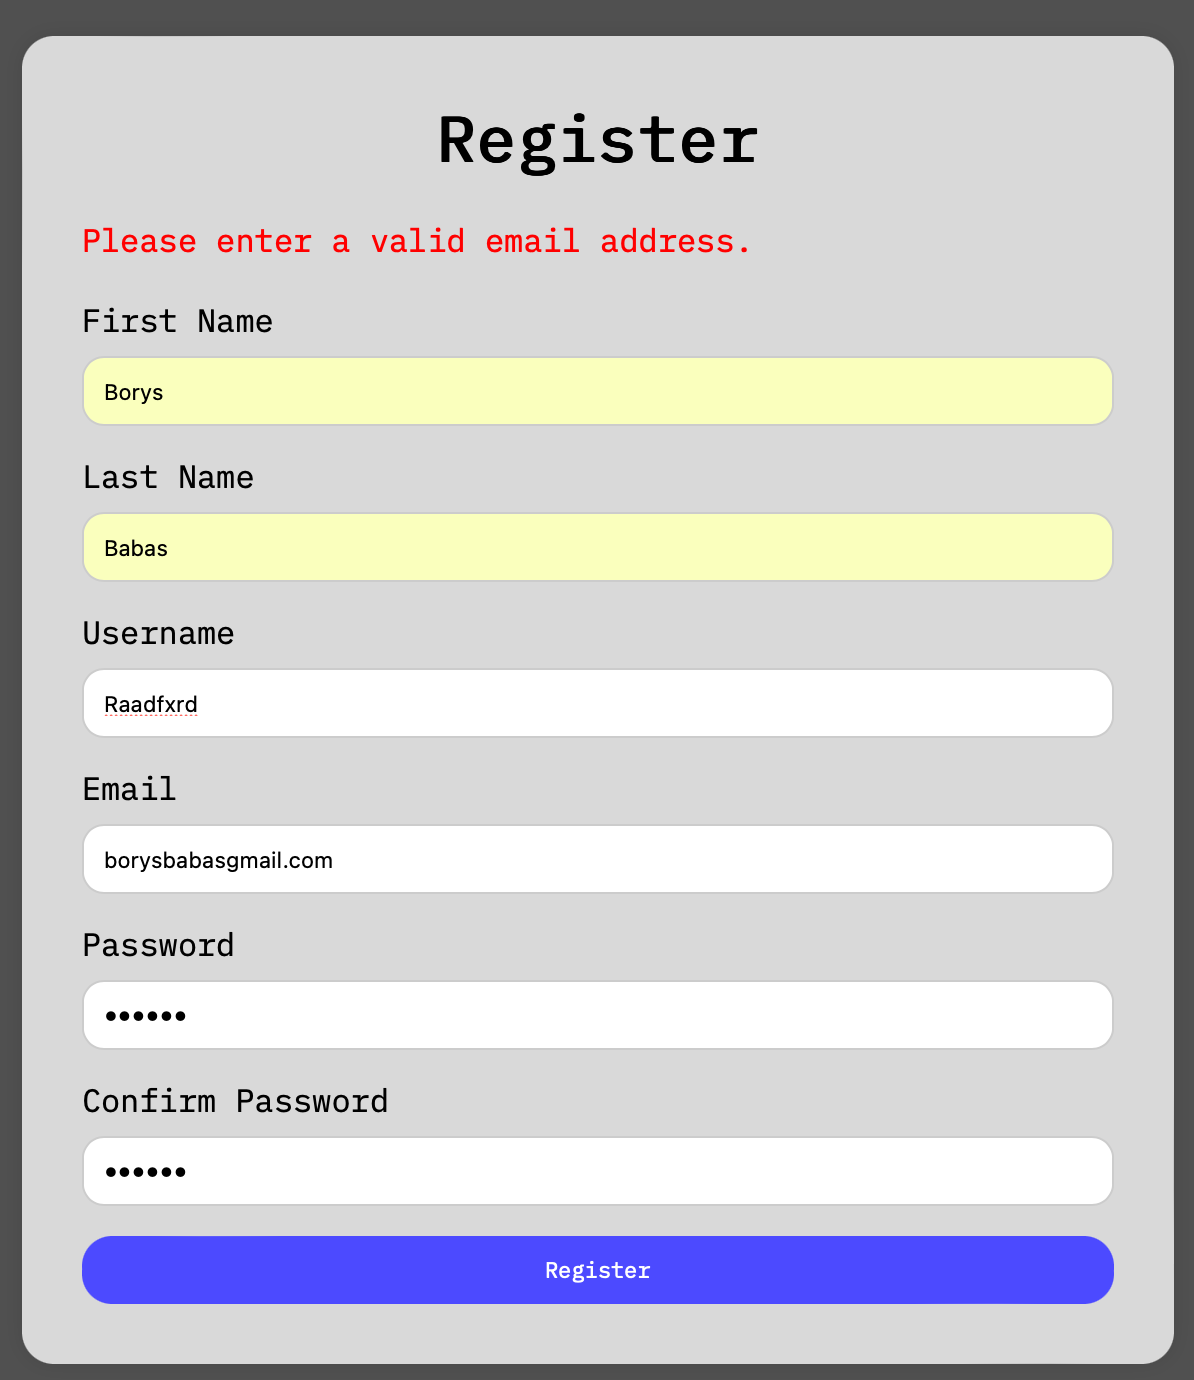 Register
Please enter a valid email address.
First Name
Borys
Last Name
Babas
Username
Raadfxrd
Email
borysbabasgmail.com
Password
••••••
Confirm Password
••••••
Register